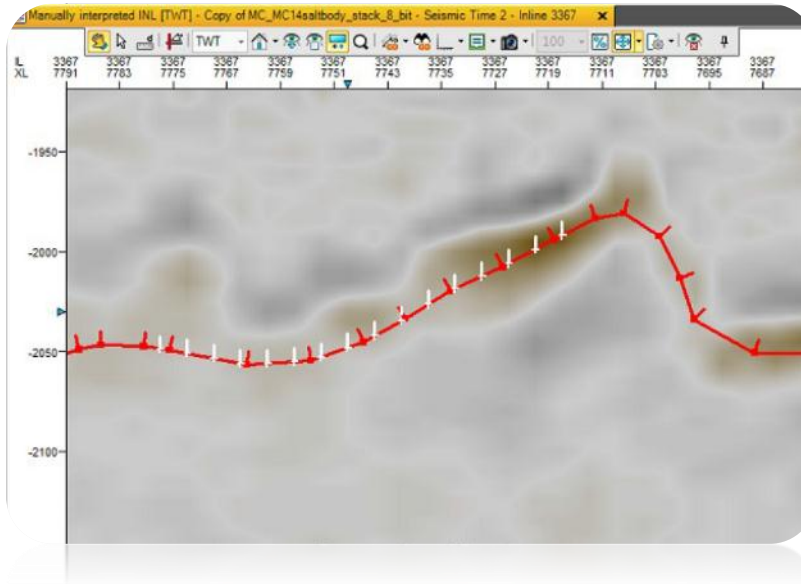 Manually interpreted INL [TWT] - Copy of MC_MC14saltbody_stack_8_bit - Seismic Time 2 - Inline 3367
TWT 100
IL 3367 3367 3367 3367 3367 3367 3367 3367 3367 3367 3367 3367 3367 3367
XL 7791 7783 7775 7767 7759 7751 7743 7735 7727 7719 7711 7703 7695 7687
-1950
-2000
-2050
-2100